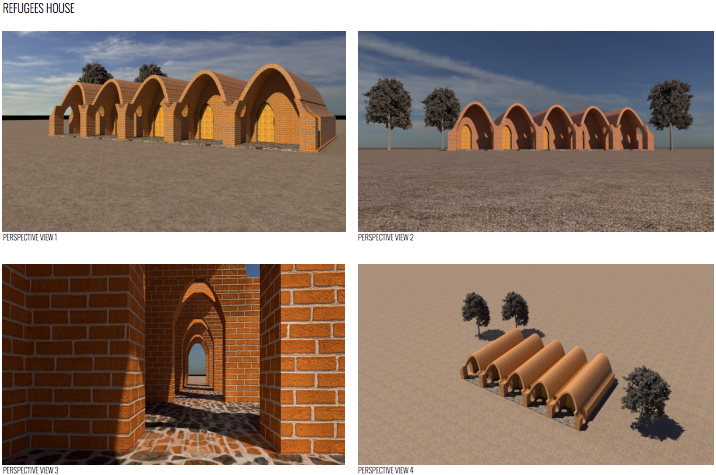 REFUGEES HOUSE
PERSPECTIVE VIEW 1
PERSPECTIVE VIEW 2
PERSPECTIVE VIEW 3
PERSPECTIVE VIEW 4